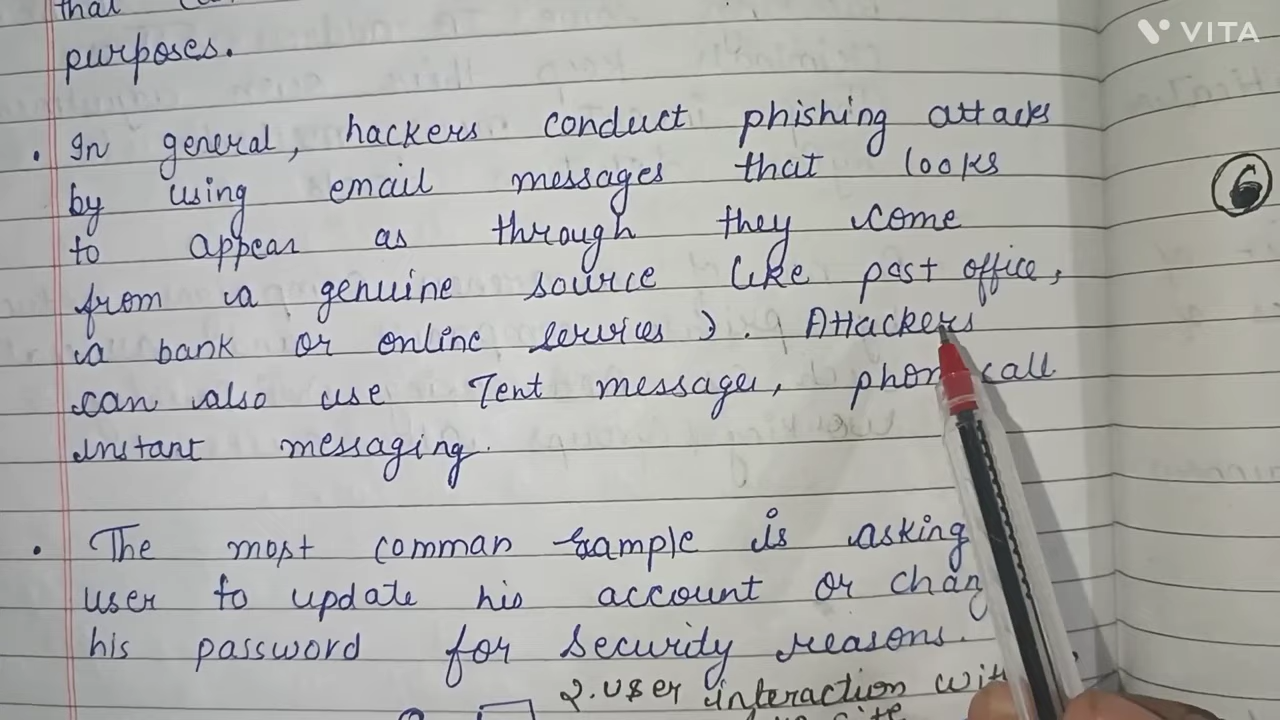 that
purposes.
VITA
• In general, hackers conduct phishing attacks
by using email messages that looks
to appear as through they come
from a genuine source like post office,
a bank or online services). Attackers
can also use Tent messages, phon call
instant messaging.
6
• The most comman example is asking
user to update his account or chang
his password for security reasons.
2. user interaction with